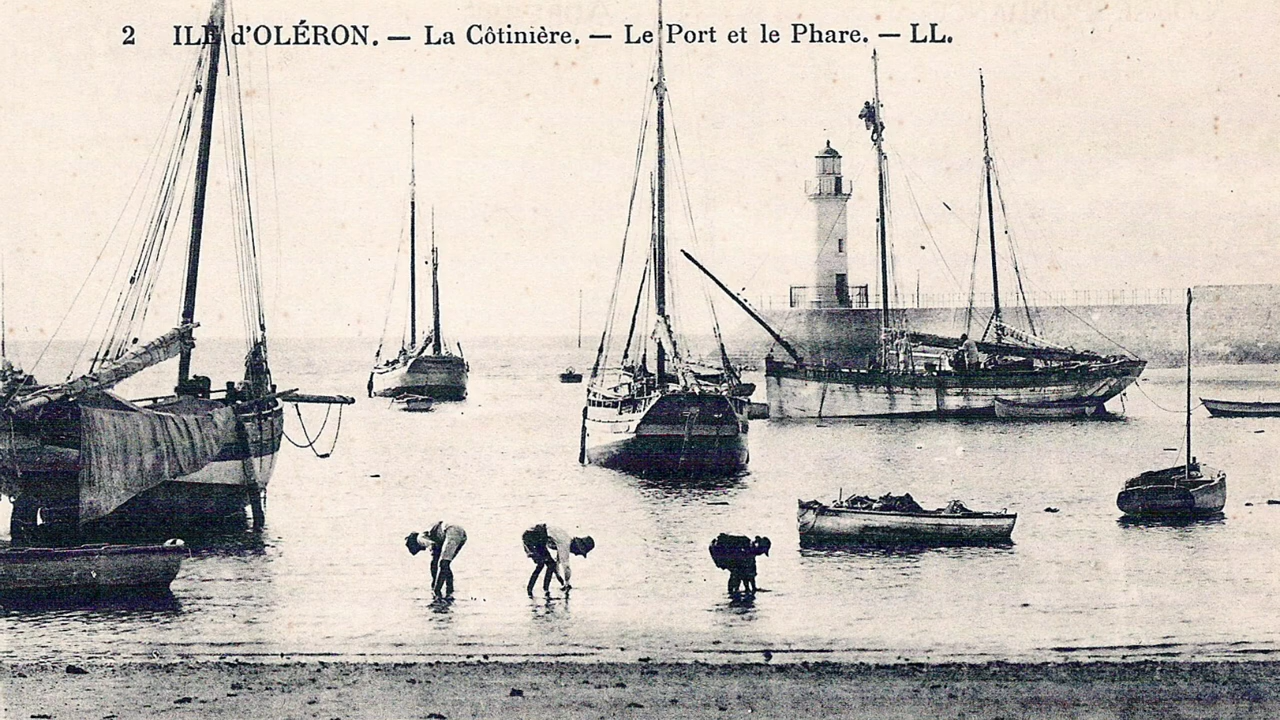 2 ILE d'OLÉRON. — La Côtinière. — Le Port et le Phare. — LL.